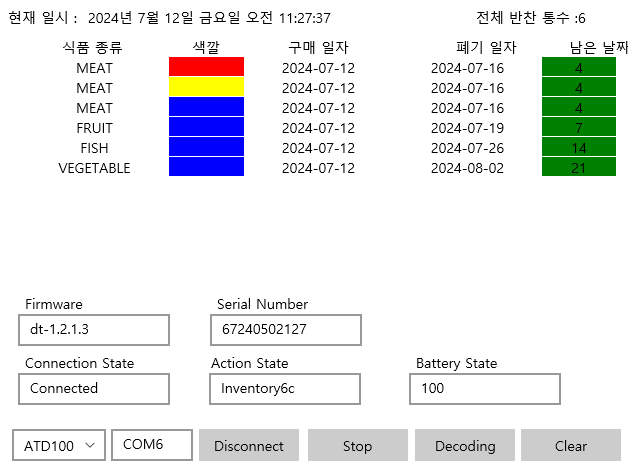 현재 일시 : 2024년 7월 12일 금요일 오전 11:27:37 전체 반찬 통수 :6
식품 종류 색깔 구매 일자 폐기 일자 남은 날짜
MEAT 2024-07-12 2024-07-16 4
MEAT 2024-07-12 2024-07-16 4
MEAT 2024-07-12 2024-07-16 4
FRUIT 2024-07-12 2024-07-19 7
FISH 2024-07-12 2024-07-26 14
VEGETABLE 2024-07-12 2024-08-02 21
Firmware Serial Number
dt-1.2.1.3 67240502127
Connection State Action State Battery State
Connected Inventory6c 100
ATD100 COM6 Disconnect Stop Decoding Clear